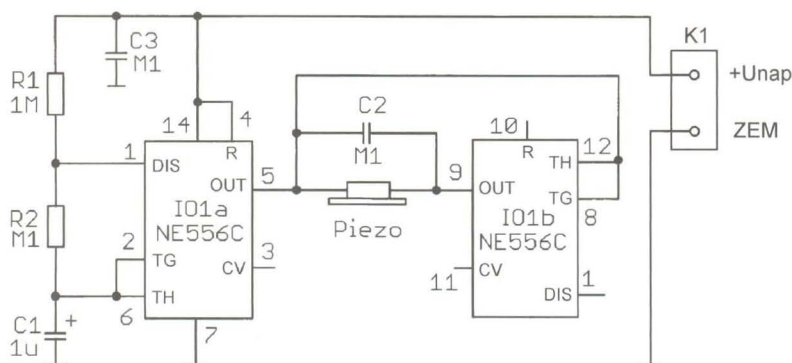 C3
M1
K1
R1
1M
+Unap
ZEM
14
4
C2
M1
10
12
1
DIS
R
5
OUT
9
OUT
R
TH
IO1a
NE556C
Piezo
IO1b
NE556C
TG
8
R2
M1
2
TG
3
CV
11
CV
1
DIS
TH
6
7
C1
+
1u